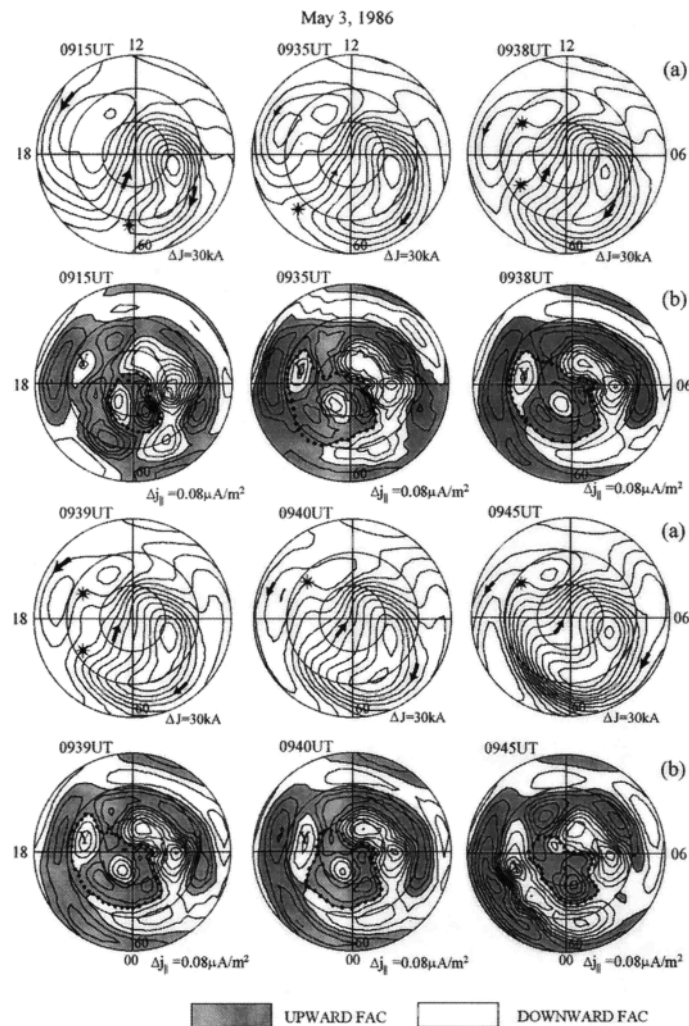 May 3, 1986
0915UT 12 0935UT 12 0938UT 12 (a)
18 06
60 60 60
ΔJ=30kA ΔJ=30kA ΔJ=30kA
0915UT 0935UT 0938UT (b)
18 Y Y Y 06
60 60 60
Δj|| =0.08μA/m² Δj|| =0.08μA/m² Δj|| =0.08μA/m²
0939UT 0940UT 0945UT (a)
18 06
60 60 60
ΔJ=30kA ΔJ=30kA
0939UT 0940UT 0945UT (b)
18 Y Y 06
60 60 60
00 Δj|| =0.08μA/m² 00 Δj|| =0.08μA/m² 00 Δj|| =0.08μA/m²
UPWARD FAC DOWNWARD FAC